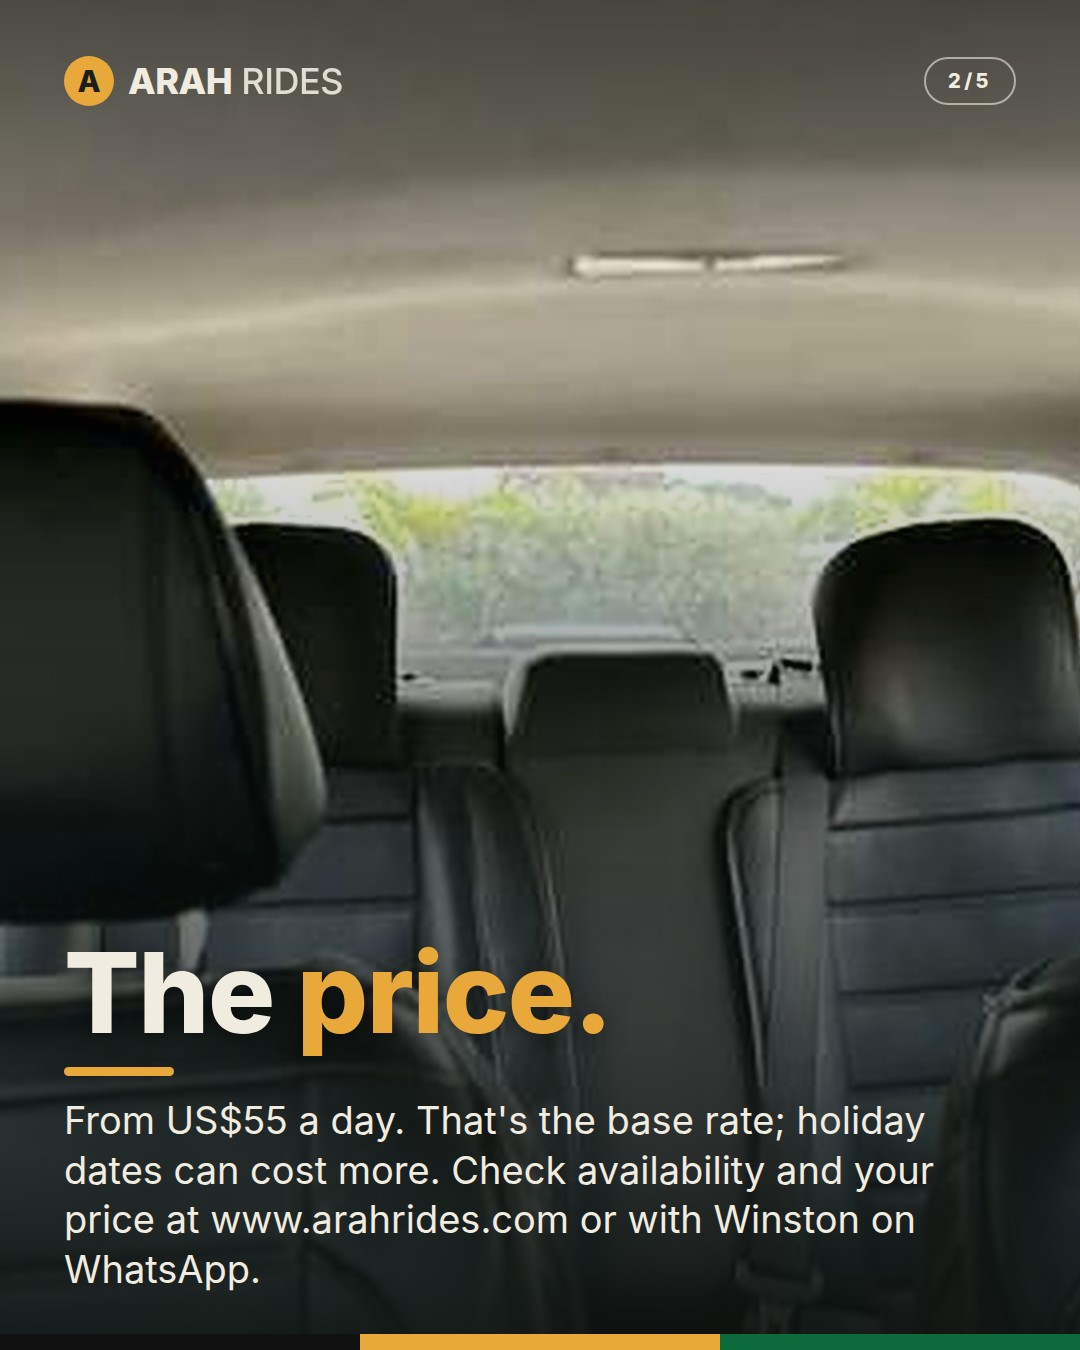 A ARAH RIDES
2/5
The price.
From US$55 a day. That's the base rate; holiday
dates can cost more. Check availability and your
price at www.arahrides.com or with Winston on
WhatsApp.